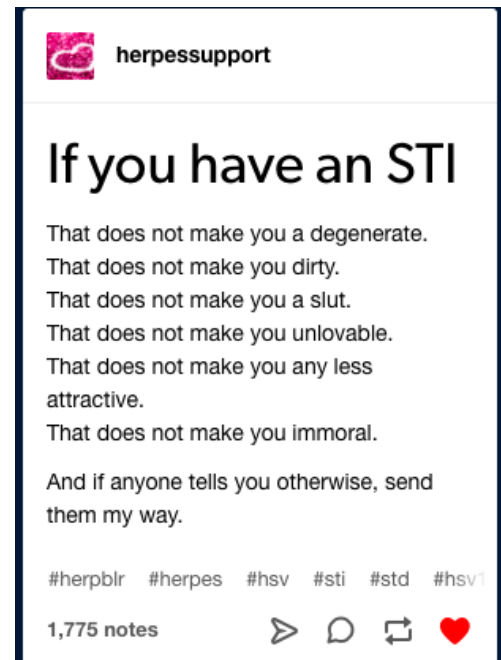 herpessupport
If you have an STI
That does not make you a degenerate.
That does not make you dirty.
That does not make you a slut.
That does not make you unlovable.
That does not make you any less
attractive.
That does not make you immoral.
And if anyone tells you otherwise, send
them my way.
#herpblr #herpes #hsv #sti #std #hsv1
1,775 notes